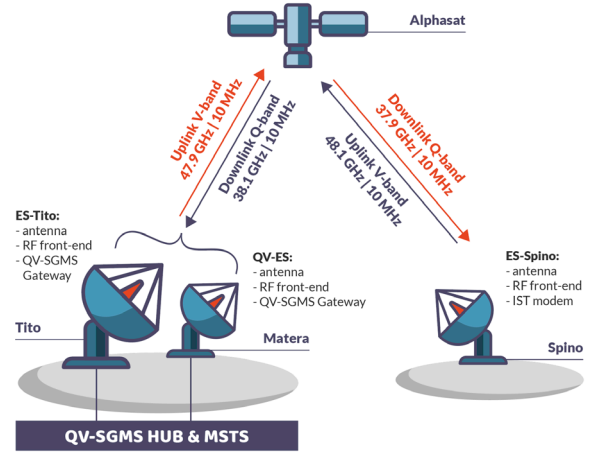 Alphasat
Uplink V-band
47.9 GHz | 10 MHz
Downlink Q-band
38.1 GHz | 10 MHz
Downlink Q-band
37.9 GHz | 10 MHz
Uplink V-band
48.1 GHz | 10 MHz
ES-Tito:
- antenna
- RF front-end
- QV-SGMS
Gateway
QV-ES:
- antenna
- RF front-end
- QV-SGMS Gateway
ES-Spino:
- antenna
- RF front-end
- IST modem
Tito
Matera
Spino
QV-SGMS HUB & MSTS